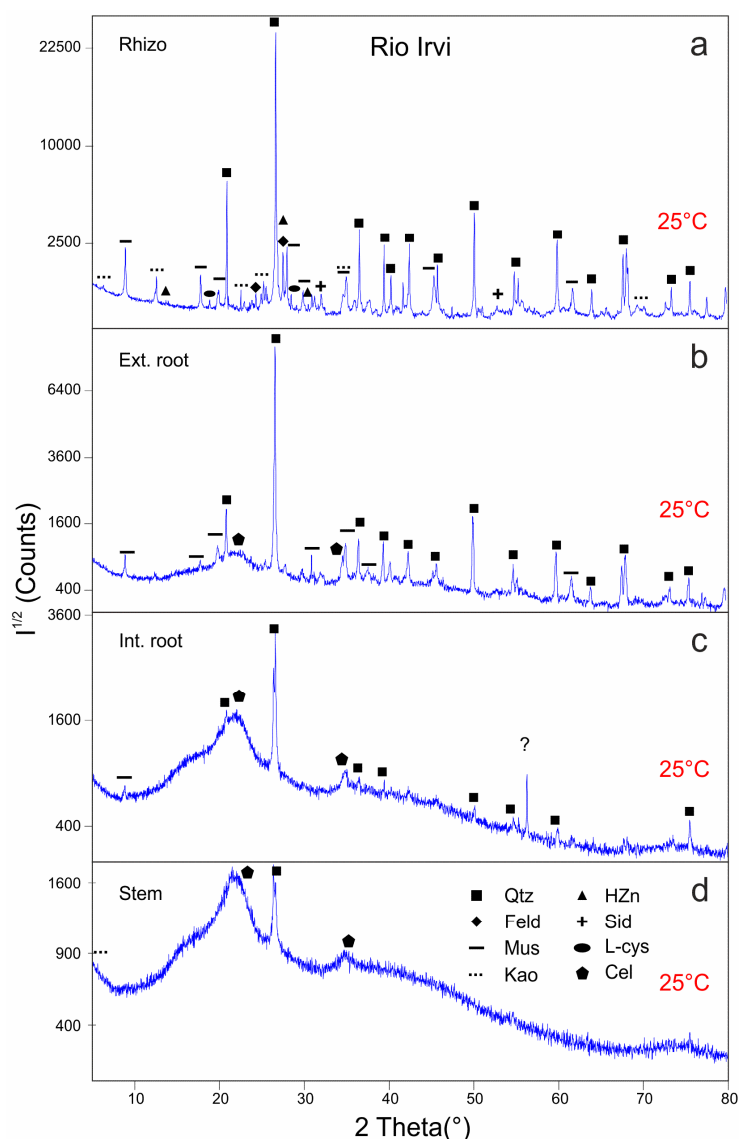 Rio Irvi
Rhizo
a
22500
10000
2500
25°C
Ext. root
b
6400
3600
1600
400
25°C
I1/2 (Counts)
Int. root
c
3600
1600
400
?
25°C
Stem
d
1600
900
400
Qtz
HZn
Feld
Sid
Mus
L-cys
Kao
Cel
25°C
10
20
30
40
50
60
70
80
2 Theta(°)